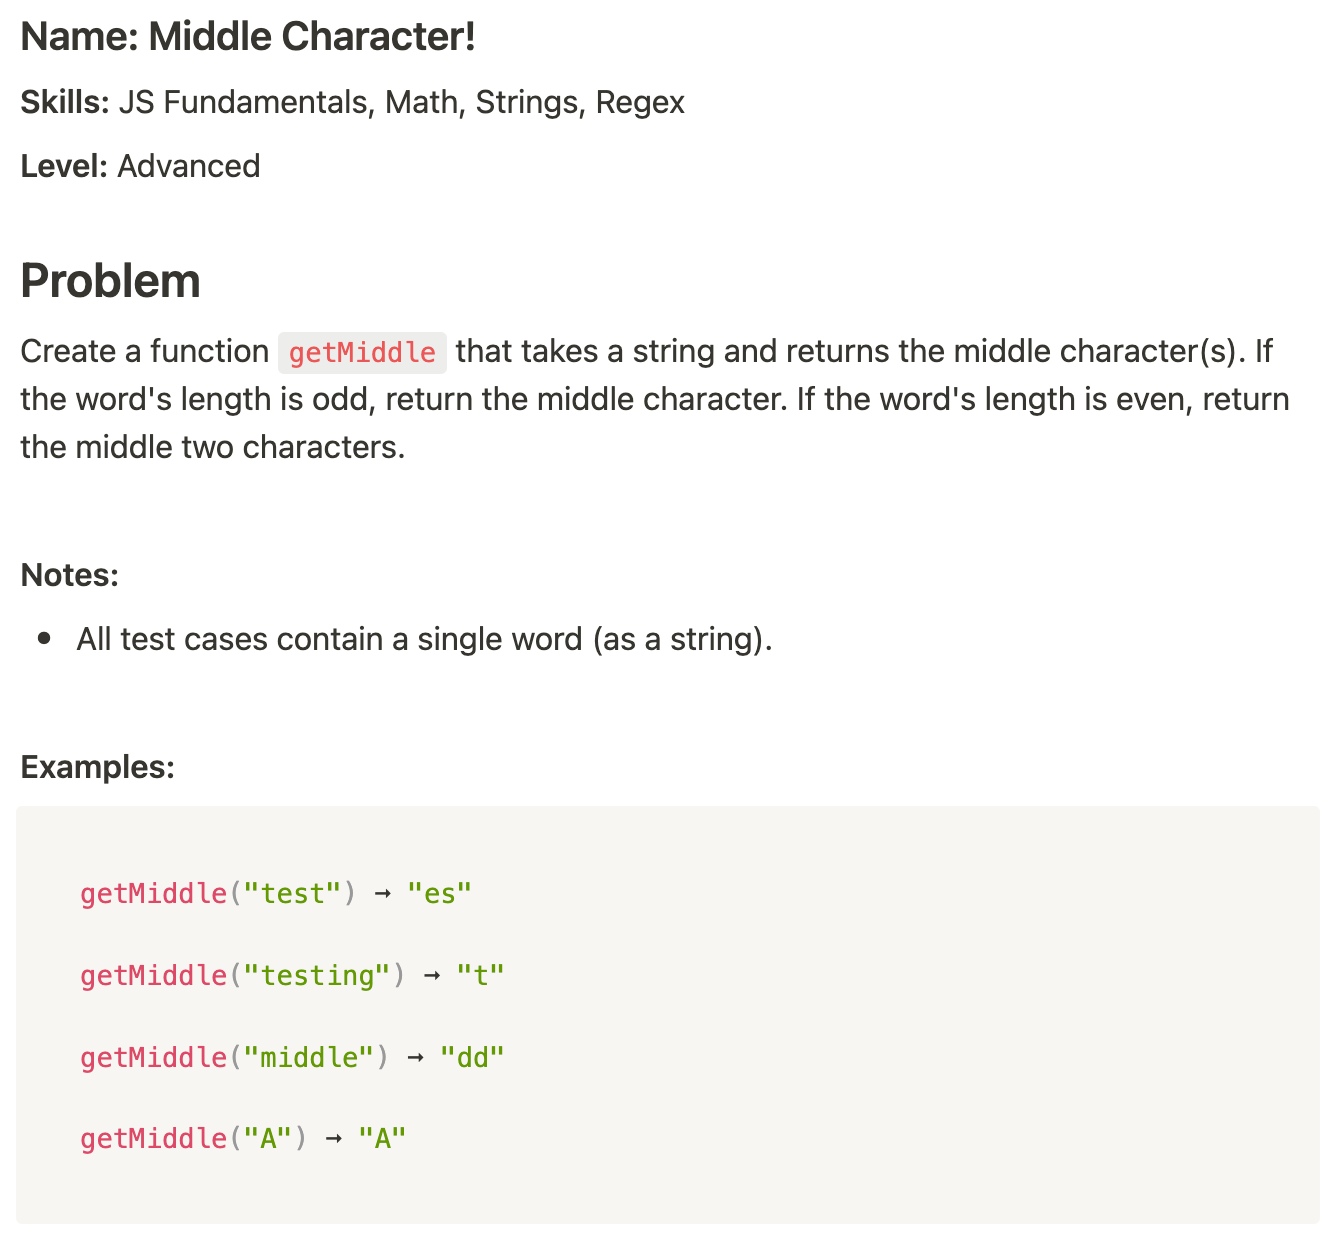 Name: Middle Character!
Skills: JS Fundamentals, Math, Strings, Regex
Level: Advanced
Problem
Create a function getMiddle that takes a string and returns the middle character(s). If
the word's length is odd, return the middle character. If the word's length is even, return
the middle two characters.
Notes:
• All test cases contain a single word (as a string).
Examples:
getMiddle("test") → "es"
getMiddle("testing") → "t"
getMiddle("middle") → "dd"
getMiddle("A") → "A"